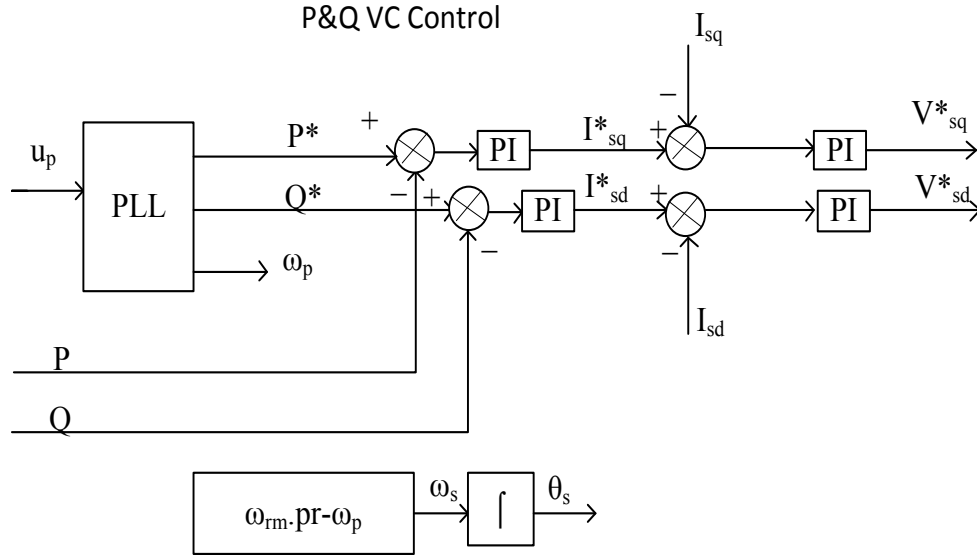 P&Q VC Control
I_sq
u_p
PLL
P*
+
−
PI
I*_sq
+
−
PI
V*_sq
Q*
+
−
PI
I*_sd
+
−
PI
V*_sd
ω_p
I_sd
P
Q
ω_rm.pr-ω_p
ω_s
∫
θ_s